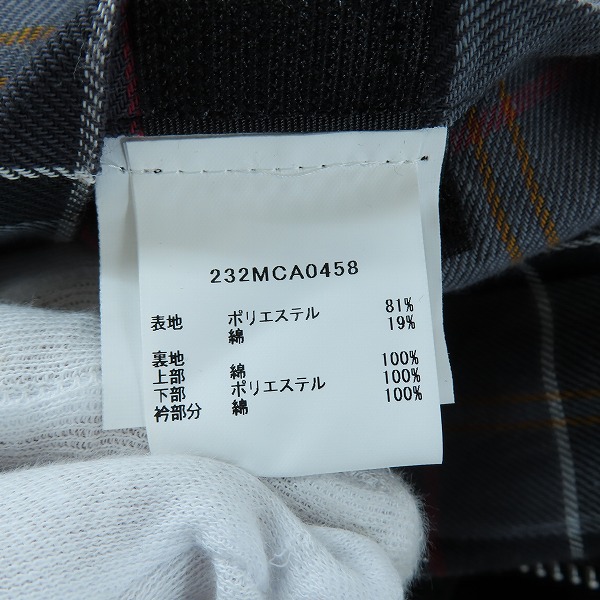 232MCA0458
表地 ポリエステル 81%
綿 19%
裏地
上部 綿 100%
下部 ポリエステル 100%
衿部分 綿 100%